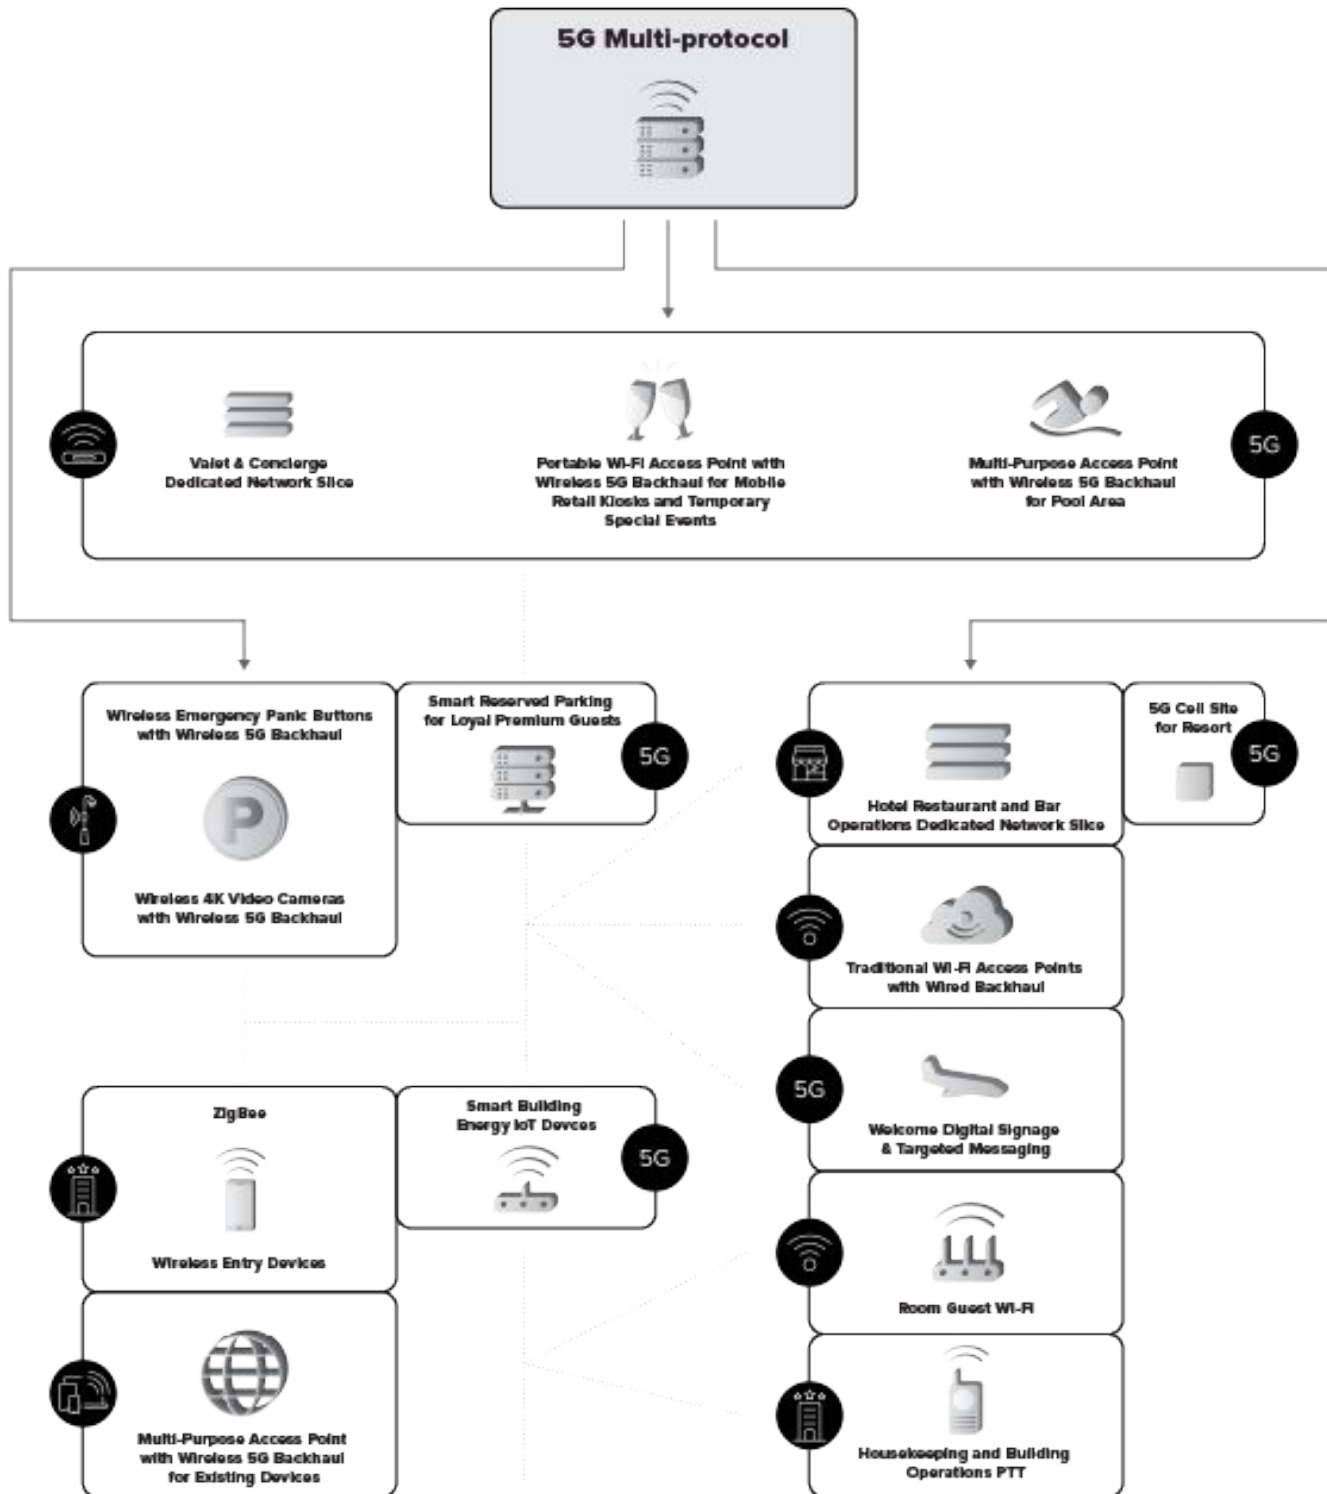 5G Multi-protocol
Valet & Concierge
Dedicated Network Slice
Portable Wi-Fi Access Point with
Wireless 5G Backhaul for Mobile
Retail Kiosks and Temporary
Special Events
Multi-Purpose Access Point
with Wireless 5G Backhaul
for Pool Area
5G
Wireless Emergency Panic Buttons
with Wireless 5G Backhaul
P
Wireless 4K Video Cameras
with Wireless 5G Backhaul
Smart Reserved Parking
for Loyal Premium Guests
5G
Hotel Restaurant and Bar
Operations Dedicated Network Slice
5G Cell Site
for Resort
5G
Traditional Wi-Fi Access Points
with Wired Backhaul
5G
Welcome Digital Signage
& Targeted Messaging
ZigBee
Wireless Entry Devices
Smart Building
Energy IoT Devces
5G
Room Guest Wi-Fi
Multi-Purpose Access Point
with Wireless 5G Backhaul
for Existing Devices
Housekeeping and Building
Operations PTT